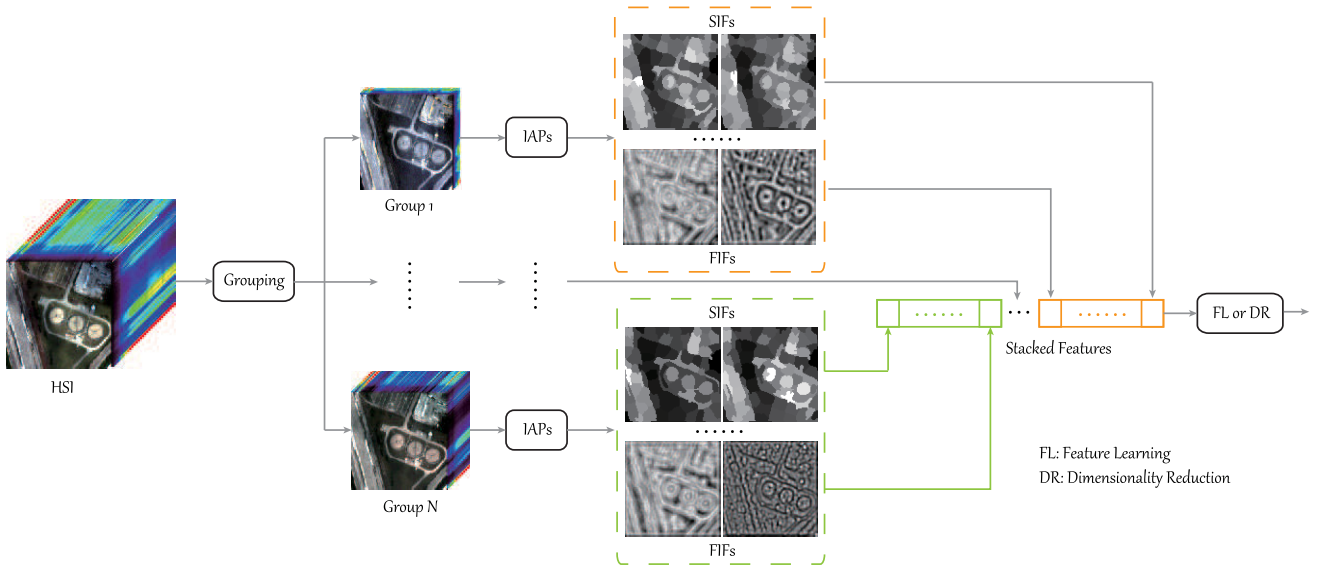 SIFs
IAPs
Group 1
FIFs
HSI
Grouping
SIFs
Stacked Features
FL or DR
IAPs
Group N
FIFs
FL: Feature Learning
DR: Dimensionality Reduction